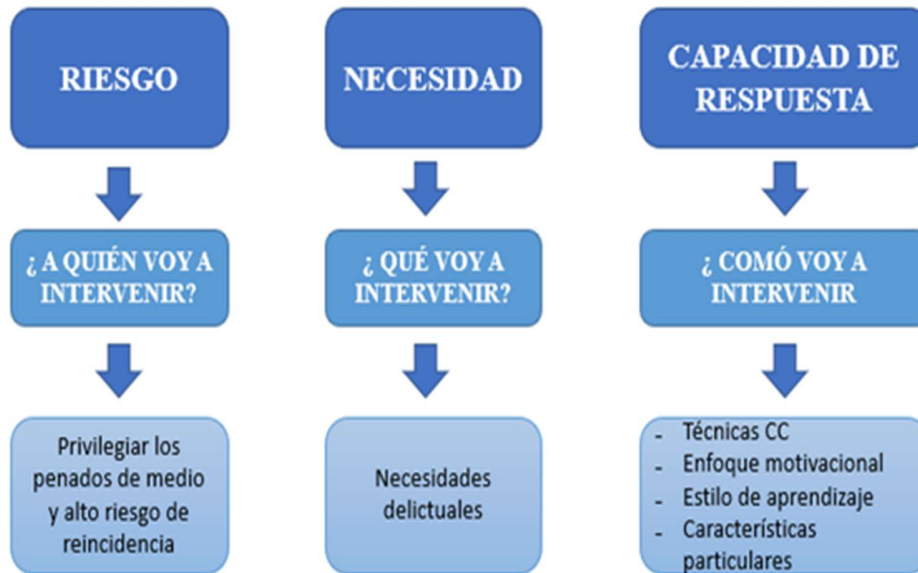 RIESGO
¿ A QUIÉN VOY A
INTERVENIR?
Privilegiar los
penados de medio
y alto riesgo de
reincidencia
NECESIDAD
¿ QUÉ VOY A
INTERVENIR?
Necesidades
delictuales
CAPACIDAD DE
RESPUESTA
¿ COMÓ VOY A
INTERVENIR
- Técnicas CC
- Enfoque motivacional
- Estilo de aprendizaje
- Características
particulares